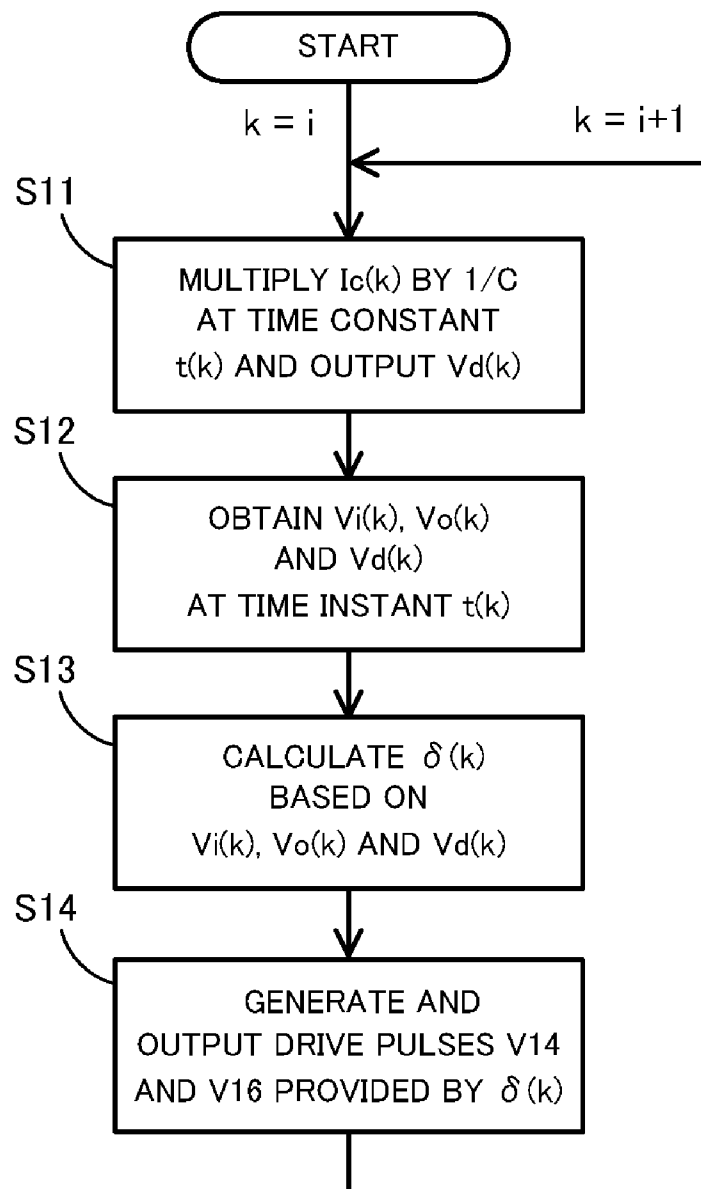 START
k = i
k = i+1
S11
MULTIPLY Ic(k) BY 1/C
AT TIME CONSTANT
t(k) AND OUTPUT Vd(k)
S12
OBTAIN Vi(k), Vo(k)
AND Vd(k)
AT TIME INSTANT t(k)
S13
CALCULATE δ(k)
BASED ON
Vi(k), Vo(k) AND Vd(k)
S14
GENERATE AND
OUTPUT DRIVE PULSES V14
AND V16 PROVIDED BY δ(k)